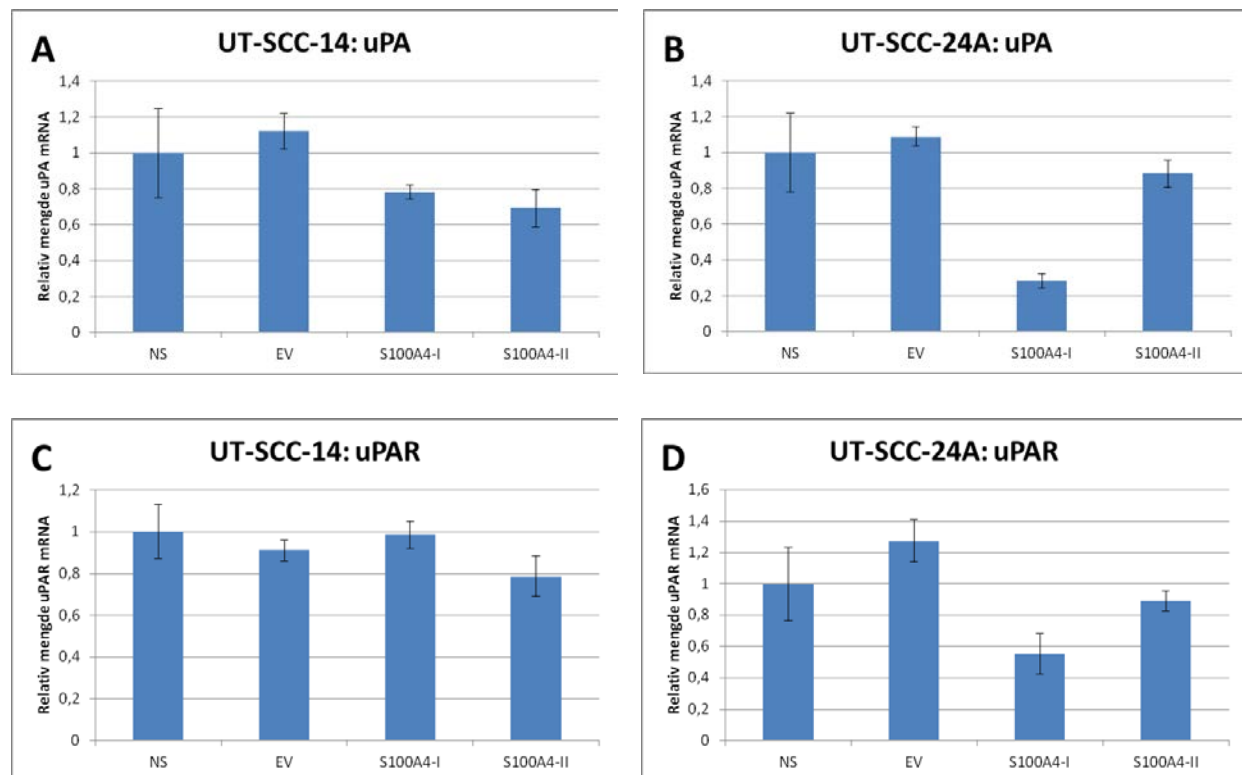 A
UT-SCC-14: uPA
Relativ mengde uPA mRNA
1,4
1,2
1
0,8
0,6
0,4
0,2
0
NS EV S100A4-I S100A4-II
B
UT-SCC-24A: uPA
Relativ mengde uPA mRNA
1,4
1,2
1
0,8
0,6
0,4
0,2
0
NS EV S100A4-I S100A4-II
C
UT-SCC-14: uPAR
Relativ mengde uPAR mRNA
1,2
1
0,8
0,6
0,4
0,2
0
NS EV S100A4-I S100A4-II
D
UT-SCC-24A: uPAR
Relativ mengde uPAR mRNA
1,6
1,4
1,2
1
0,8
0,6
0,4
0,2
0
NS EV S100A4-I S100A4-II